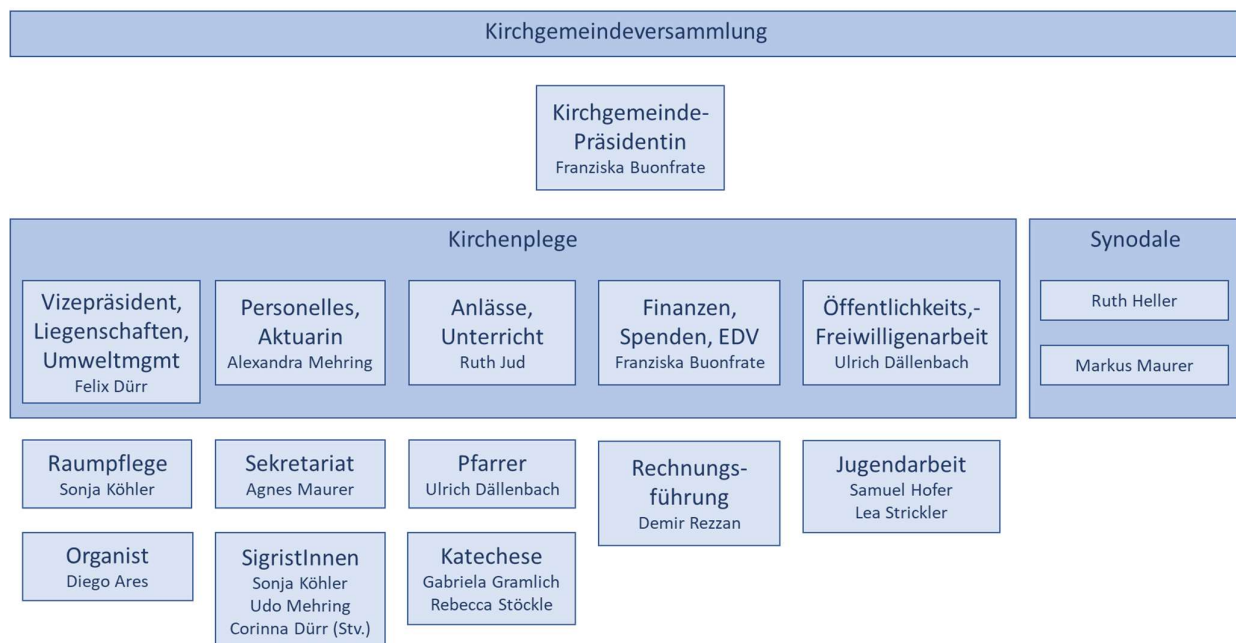 Kirchgemeindeversammlung
Kirchgemeinde-
Präsidentin
Franziska Buonfrate
Kirchenplege
Vizepräsident,
Liegenschaften,
Umweltmgmt
Felix Dürr
Personelles,
Aktuarin
Alexandra Mehring
Anlässe,
Unterricht
Ruth Jud
Finanzen,
Spenden, EDV
Franziska Buonfrate
Öffentlichkeits,-
Freiwilligenarbeit
Ulrich Dällenbach
Synodale
Ruth Heller
Markus Maurer
Raumpflege
Sonja Köhler
Sekretariat
Agnes Maurer
Pfarrer
Ulrich Dällenbach
Rechnungs-
führung
Demir Rezzan
Jugendarbeit
Samuel Hofer
Lea Strickler
Organist
Diego Ares
SigristInnen
Sonja Köhler
Udo Mehring
Corinna Dürr (Stv.)
Katechese
Gabriela Gramlich
Rebecca Stöckle